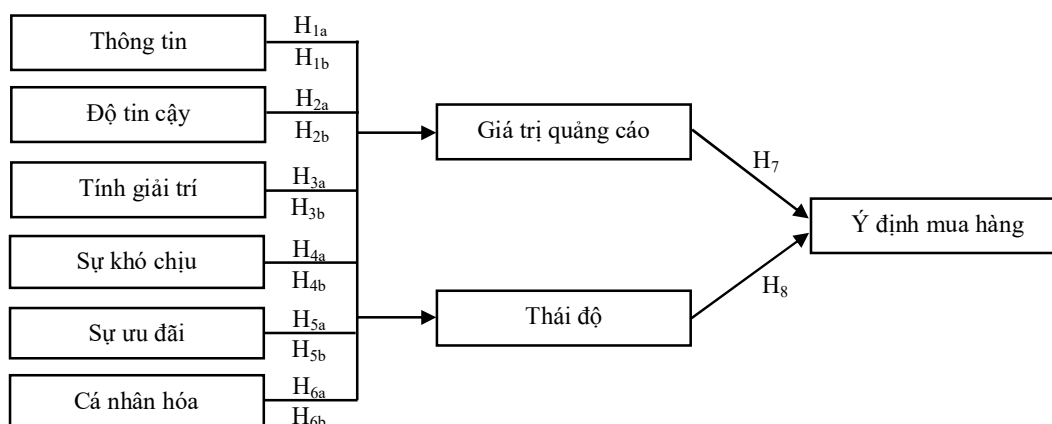 Thông tin
H1a
H1b
Độ tin cậy
H2a
H2b
Tính giải trí
H3a
H3b
Sự khó chịu
H4a
H4b
Sự ưu đãi
H5a
H5b
Cá nhân hóa
H6a
H6b
Giá trị quảng cáo
Thái độ
H7
H8
Ý định mua hàng